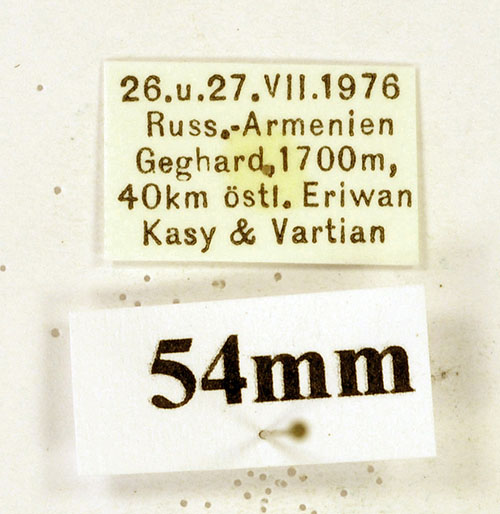 26.u.27.VII.1976
Russ.-Armenien
Geghard,1700m,
40km östl. Eriwan
Kasy & Vartian
54mm